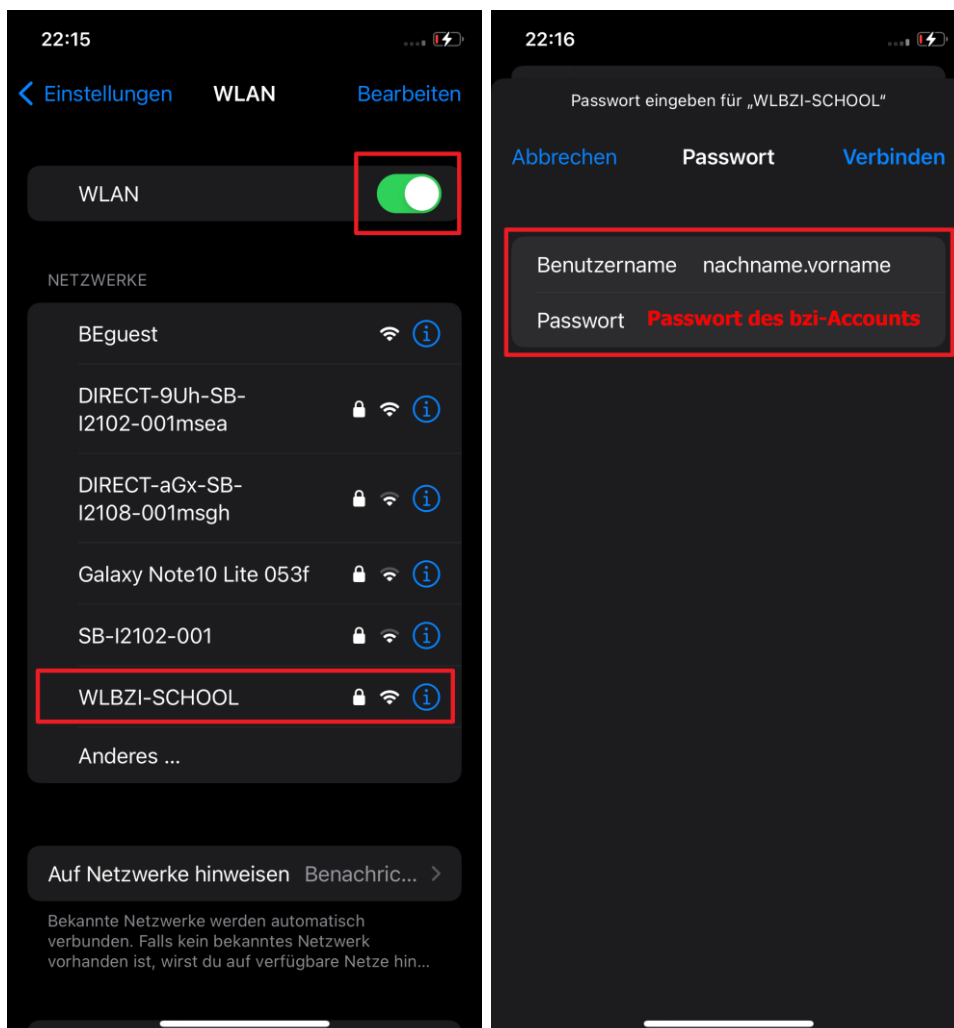 22:15
Einstellungen WLAN Bearbeiten
WLAN
NETZWERKE
BEguest
DIRECT-9Uh-SB-
I2102-001msea
DIRECT-aGx-SB-
I2108-001msgh
Galaxy Note10 Lite 053f
SB-I2102-001
WLBZI-SCHOOL
Anderes ...
Auf Netzwerke hinweisen Benachric... >
Bekannte Netzwerke werden automatisch
verbunden. Falls kein bekanntes Netzwerk
vorhanden ist, wirst du auf verfügbare Netze hin...
22:16
Passwort eingeben für „WLBZI-SCHOOL“
Abbrechen Passwort Verbinden
Benutzername nachname.vorname
Passwort Passwort des bzi-Accounts